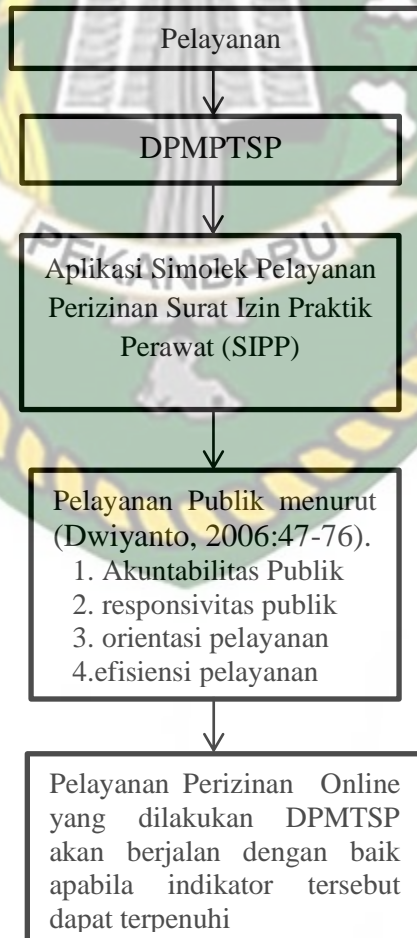 Pelayanan
DPMPTSP
PEKANBARU
Aplikasi Simolek Pelayanan
Perizinan Surat Izin Praktik
Perawat (SIPP)
Pelayanan Publik menurut
(Dwiyanto, 2006:47-76).
1. Akuntabilitas Publik
2. responsivitas publik
3. orientasi pelayanan
4.efisiensi pelayanan
Pelayanan Perizinan Online
yang dilakukan DPMTSP
akan berjalan dengan baik
apabila indikator tersebut
dapat terpenuhi